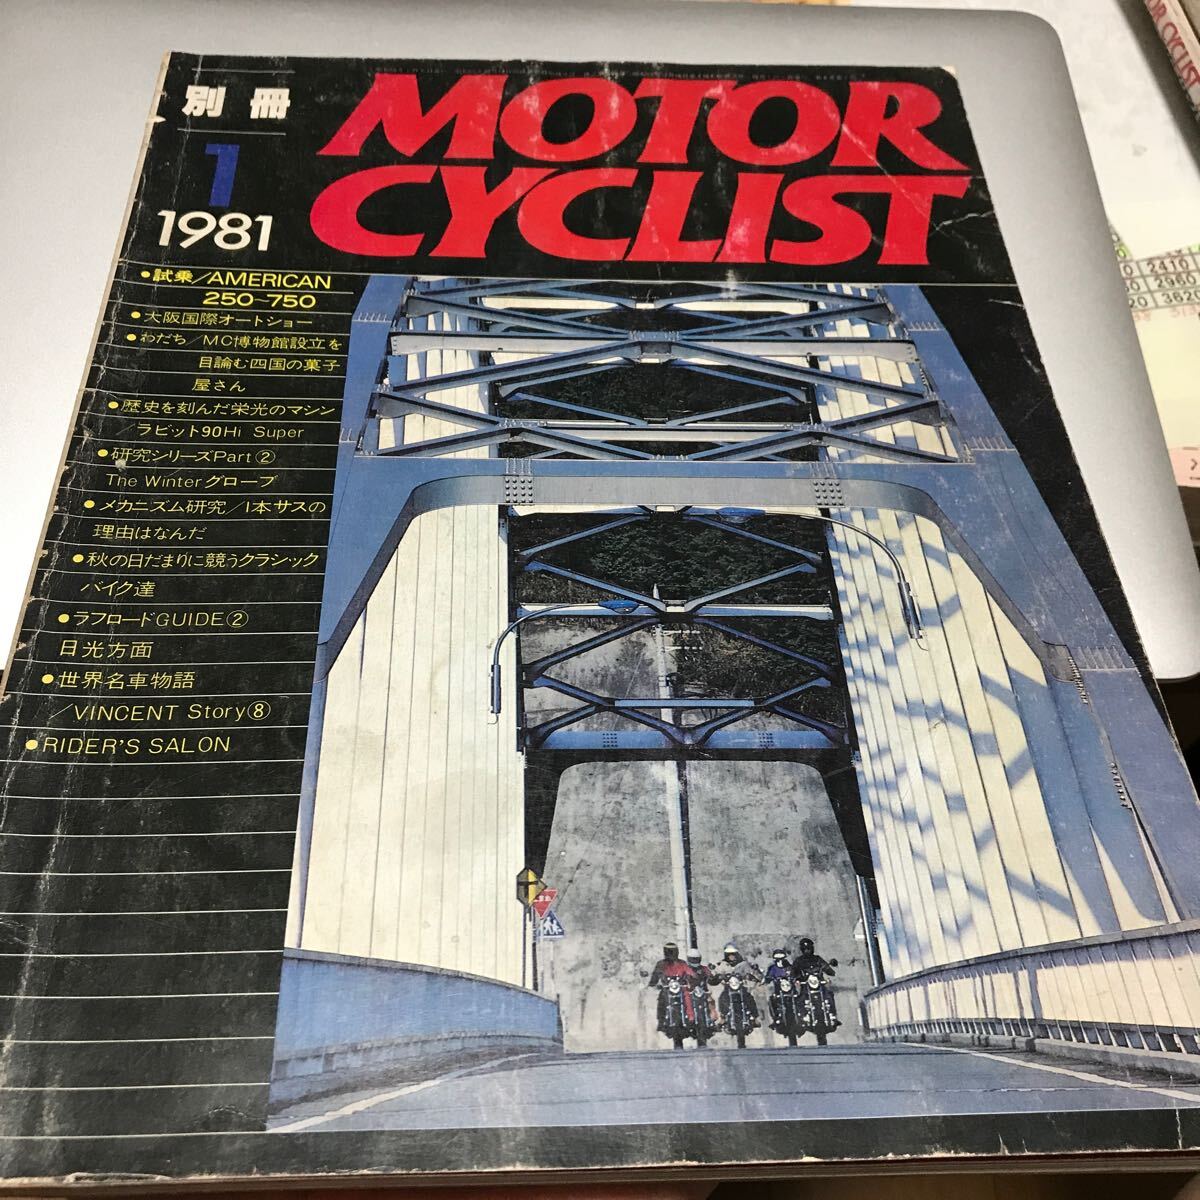 別冊
1
1981
MOTOR
CYCLIST
●試乗/AMERICAN
250~750
●大阪国際オートショー
●わだち/MC博物館設立を
目論む四国の菓子
屋さん
●歴史を刻んだ栄光のマシン
ラビット90Hi Super
●研究シリーズPart②
The Winterグローブ
●メカニズム研究/1本サスの
理由はなんだ
●秋の日だまりに競うクラシック
バイク達
●ラフロードGUIDE②
日光方面
●世界名車物語
/VINCENT Story⑧
●RIDER'S SALON
MOTOR CYCLIST
2410
2960